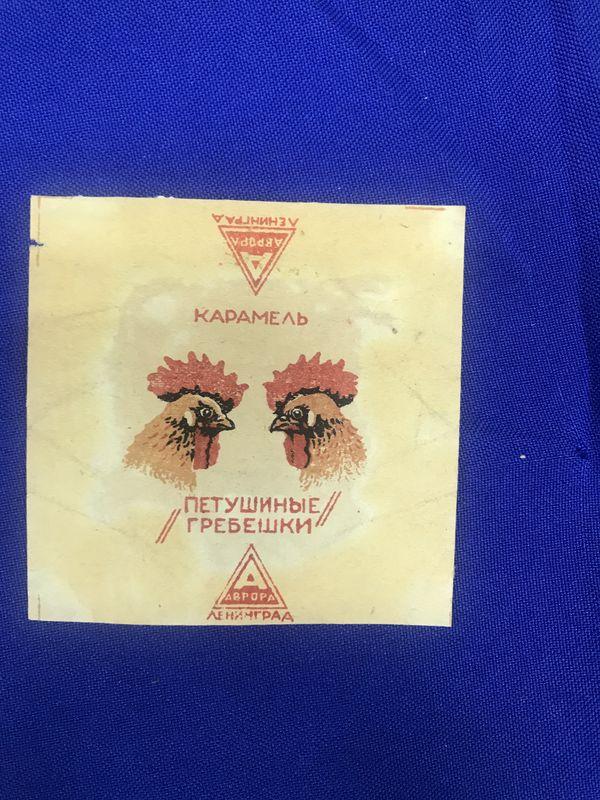 ЛЕНИНГРАД
АВРОРА
А
КАРАМЕЛЬ
ПЕТУШИНЫЕ
ГРЕБЕШКИ
А
АВРОРА
ЛЕНИНГРАД